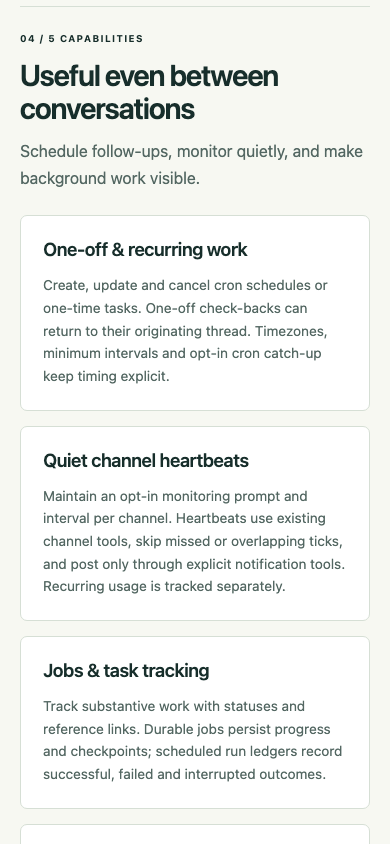 04 / 5 CAPABILITIES
Useful even between
conversations
Schedule follow-ups, monitor quietly, and make
background work visible.
One-off & recurring work
Create, update and cancel cron schedules or
one-time tasks. One-off check-backs can
return to their originating thread. Timezones,
minimum intervals and opt-in cron catch-up
keep timing explicit.
Quiet channel heartbeats
Maintain an opt-in monitoring prompt and
interval per channel. Heartbeats use existing
channel tools, skip missed or overlapping ticks,
and post only through explicit notification tools.
Recurring usage is tracked separately.
Jobs & task tracking
Track substantive work with statuses and
reference links. Durable jobs persist progress
and checkpoints; scheduled run ledgers record
successful, failed and interrupted outcomes.